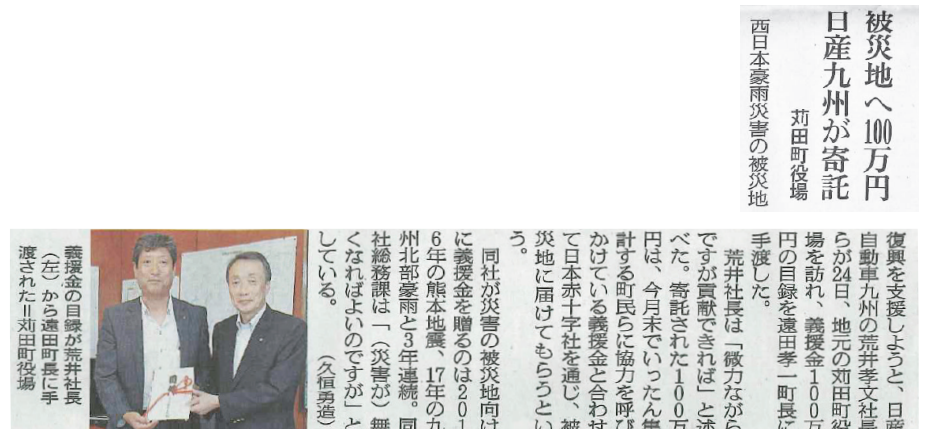 被災地へ100万円
日産九州が寄託
苅田町役場
西日本豪雨災害の被災地
復興を支援しようと、日産
自動車九州の荒井孝文社長
らが24日、地元の苅田町役
場を訪れ、義援金100万
円の目録を遠田孝一町長に
手渡した。
荒井社長は「微力ながら
ですが貢献できれば」と述
べた。寄託された100万
円は、今月末でいったん集
計する町民らに協力を呼び
かけている義援金と合わせ
て日本赤十字社を通じ、被
災地に届けてもらうとい
う。
同社が災害の被災地向け
に義援金を贈るのは201
6年の熊本地震、17年の九
州北部豪雨と3年連続。同
社総務課は「(災害が)無
くなればよいのですが」と
している。
(久恒勇造)
義援金の目録が荒井社長
(左)から遠田町長に手
渡された=苅田町役場